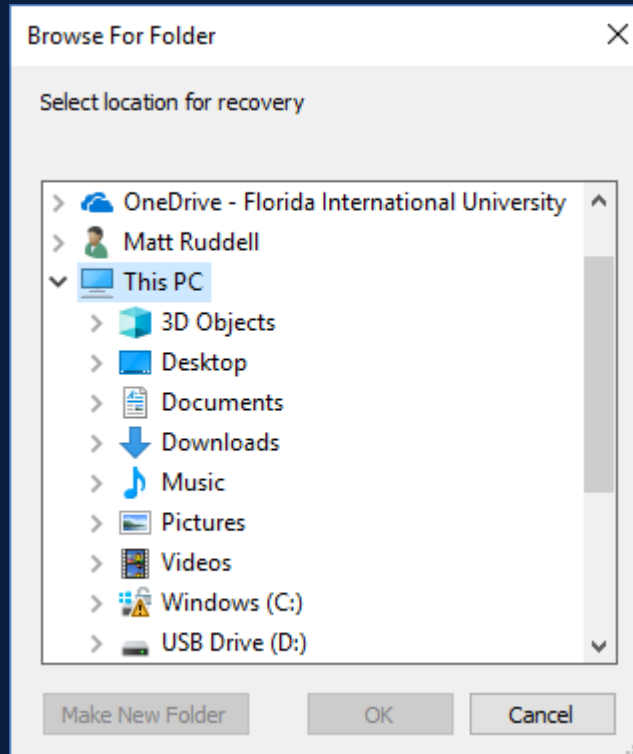 Browse For Folder
Select location for recovery
OneDrive - Florida International University
Matt Ruddell
This PC
3D Objects
Desktop
Documents
Downloads
Music
Pictures
Videos
Windows (C:)
USB Drive (D:)
Make New Folder OK Cancel